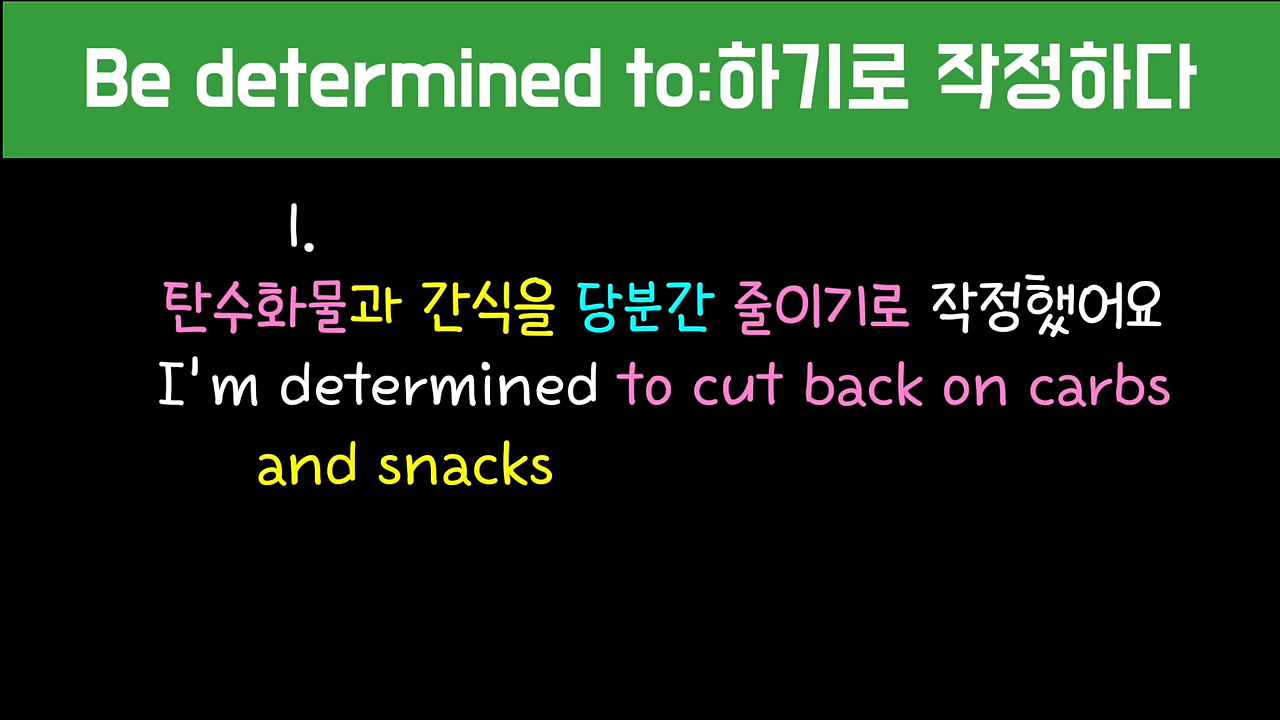 Be determined to:하기로 작정하다
1.
탄수화물과 간식을 당분간 줄이기로 작정했어요
I'm determined to cut back on carbs
and snacks